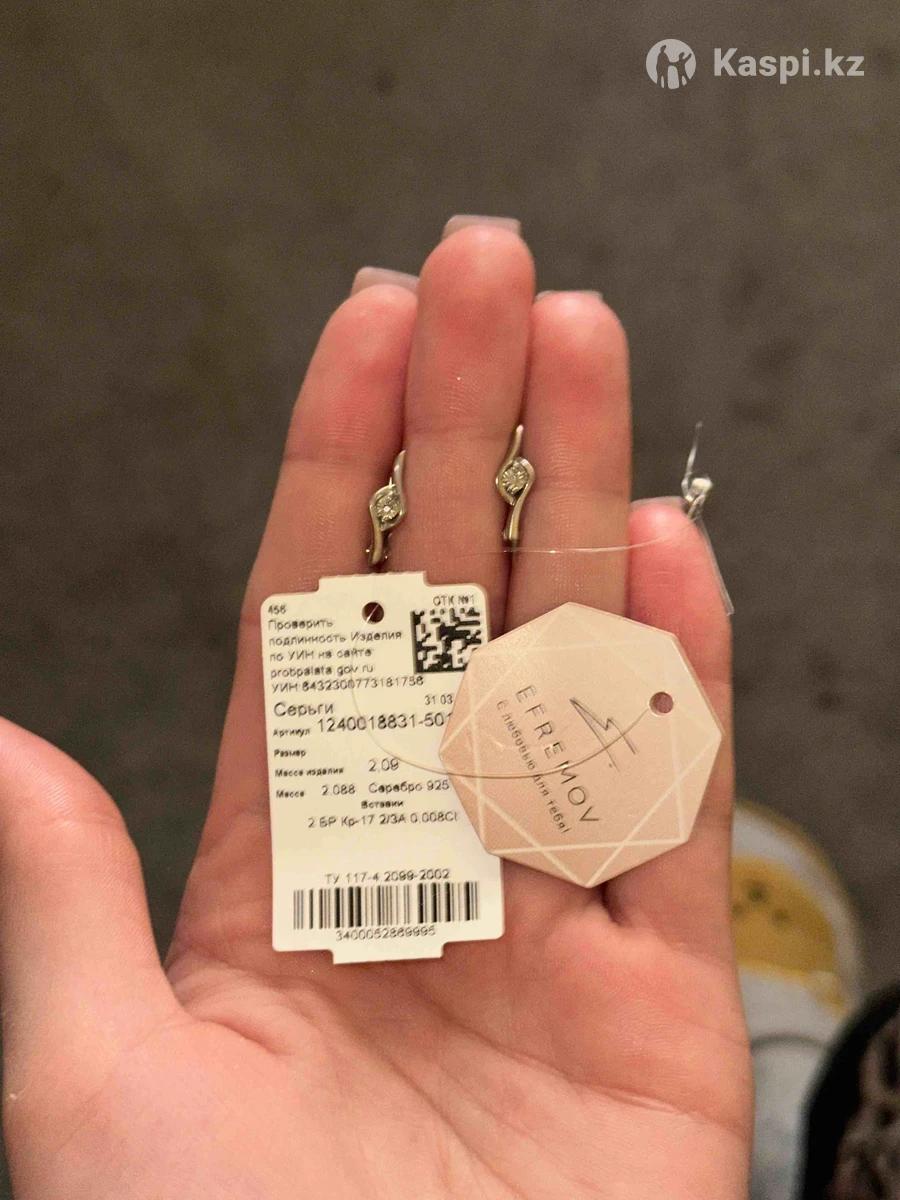 Kaspi.kz
456
ОТК №1
Проверить
подлинность Изделия
по УИН на сайте
probpalata.gov.ru
УИН:6432300773181756
31.03
Серьги
Артикул 1240018831-501
Размер
Масса изделия 2.09
Масса 2.088 Серебро 925
Вставки
2 БР Кр-17 2/3А 0.008Ct
ТУ 117-4.2099-2002
3400052869995
EFREMOV
С любовью для тебя!